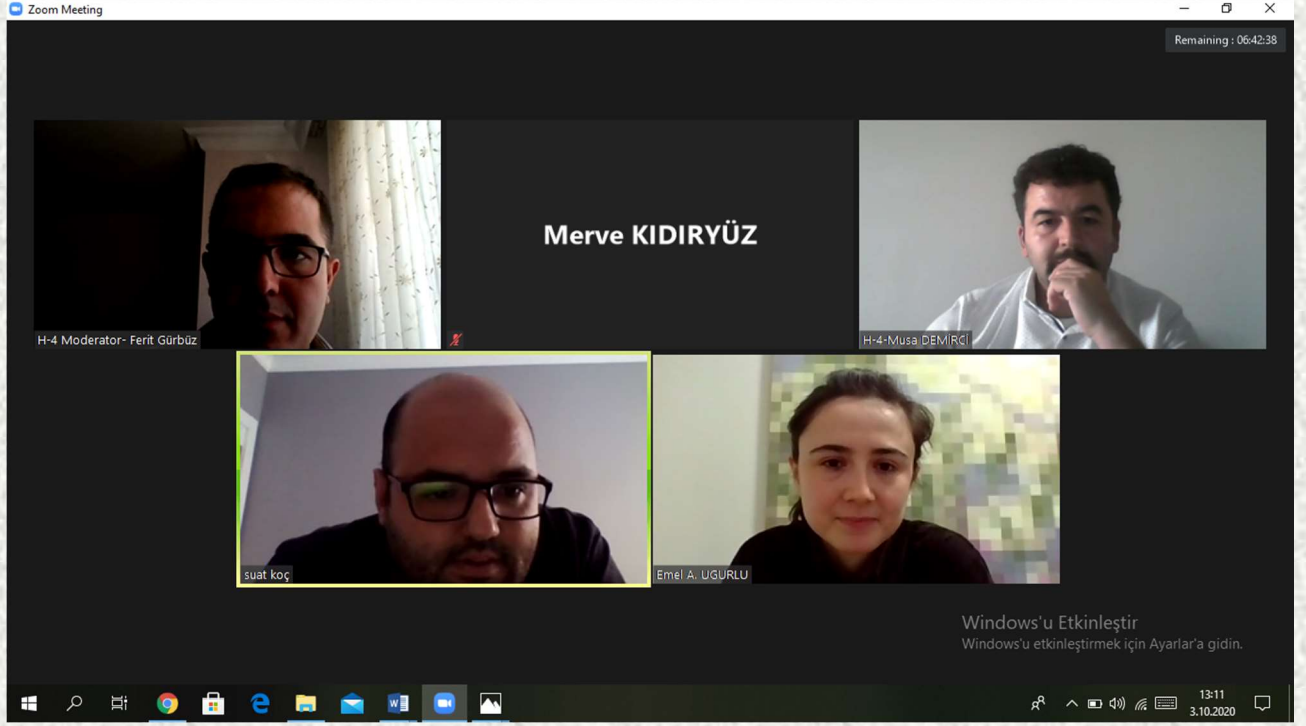 Zoom Meeting
Remaining : 06:42:38
H-4 Moderator- Ferit Gürbüz
Merve KIDIRYÜZ
H-4-Musa DEMİRCİ
suat koç
Emel A. UGURLU
Windows'u Etkinleştir
Windows'u etkinleştirmek için Ayarlar'a gidin.
13:11
3.10.2020